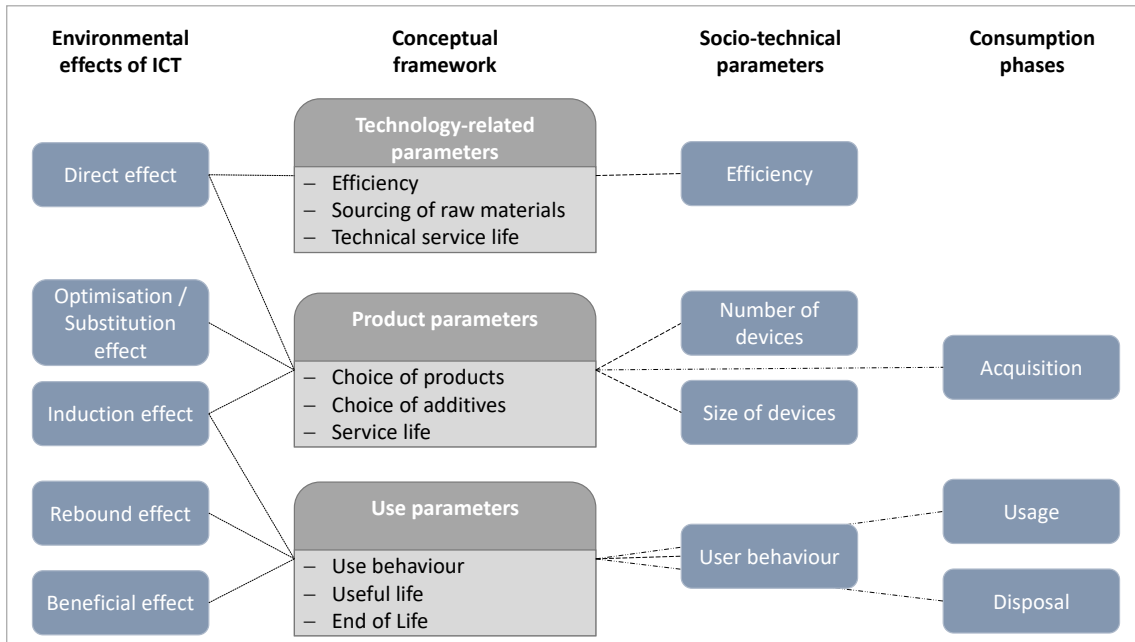 Environmental
effects of ICT
Conceptual
framework
Socio-technical
parameters
Consumption
phases
Direct effect
Optimisation /
Substitution
effect
Induction effect
Rebound effect
Beneficial effect
Technology-related
parameters
– Efficiency
– Sourcing of raw materials
– Technical service life
Product parameters
– Choice of products
– Choice of additives
– Service life
Use parameters
– Use behaviour
– Useful life
– End of Life
Efficiency
Number of
devices
Size of devices
User behaviour
Acquisition
Usage
Disposal